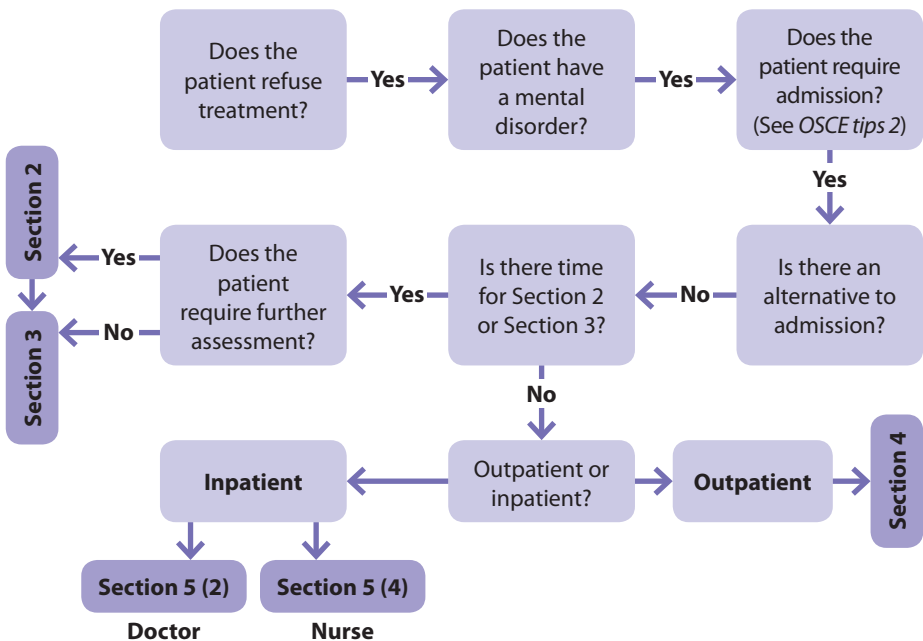 Does the
patient refuse
treatment?
Yes
Does the
patient have
a mental
disorder?
Yes
Does the
patient require
admission?
(See OSCE tips 2)
Yes
Is there an
alternative to
admission?
No
Is there time
for Section 2
or Section 3?
Yes
Does the
patient
require further
assessment?
Yes
Section 2
No
Section 3
No
Outpatient or
inpatient?
Inpatient
Outpatient
Section 4
Section 5 (2)
Doctor
Section 5 (4)
Nurse